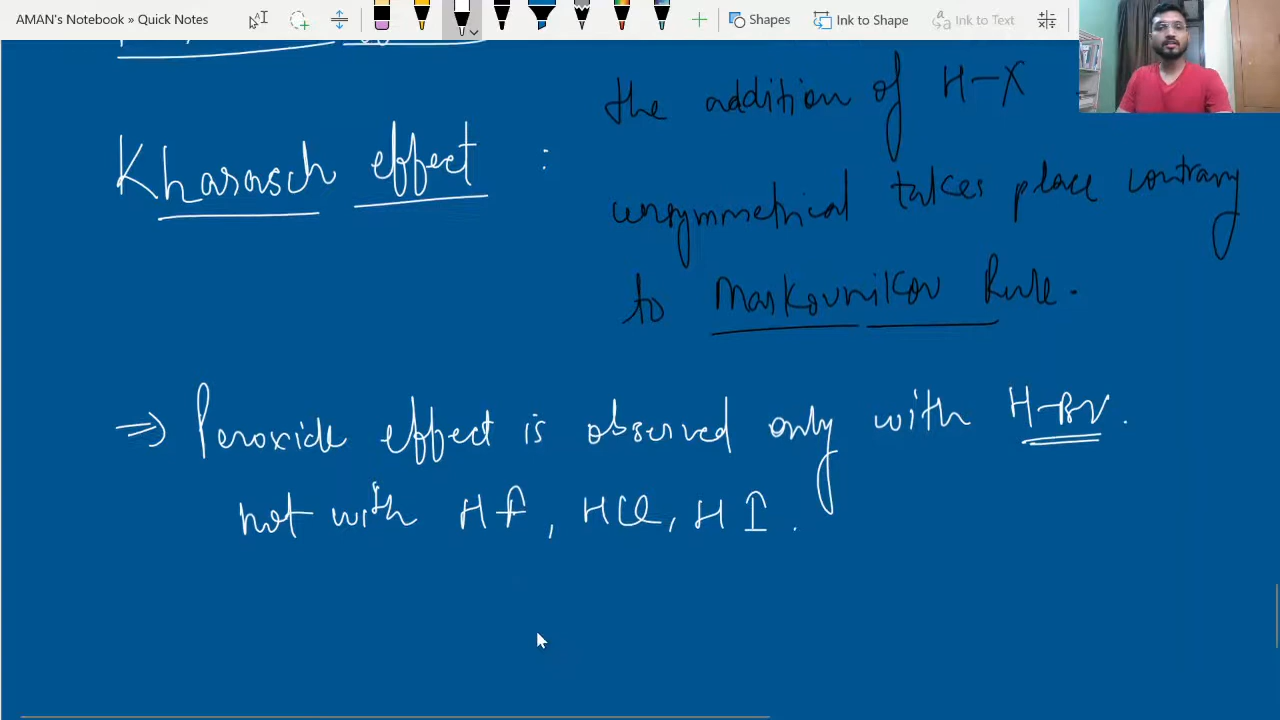 AMAN's Notebook » Quick Notes
Shapes
Ink to Shape
Ink to Text
the addition of H-X
Kharasch effect :
unsymmetrical takes place contrary
to Markovnikov Rule.
⇒ Peroxide effect is observed only with H-Br.
not with HF, HCl, HI.